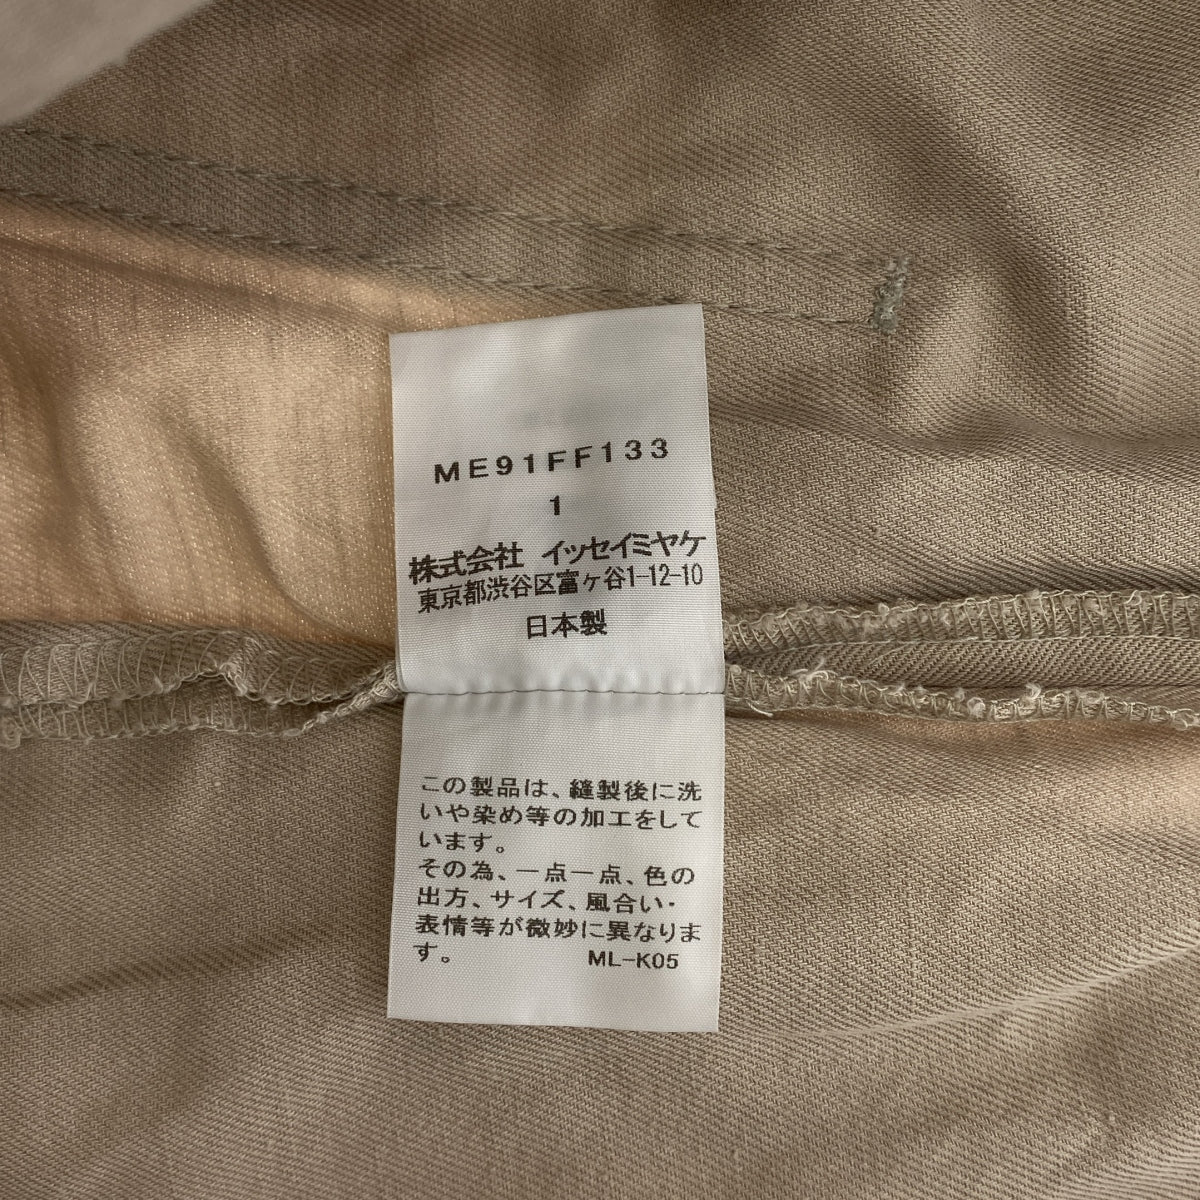 ME91FF133
1
株式会社 イッセイミヤケ
東京都渋谷区富ヶ谷1-12-10
日本製
この製品は、縫製後に洗
いや染め等の加工をして
います。
その為、一点一点、色の
出方、サイズ、風合い・
表情等が微妙に異なりま
す。 ML-K05